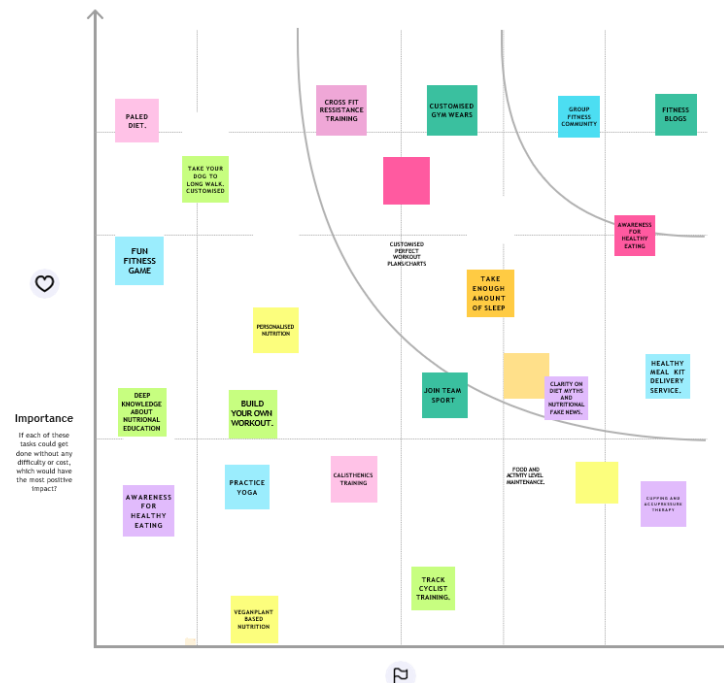 PALED
DIET.
CROSS FIT
RESSISTANCE
TRAINING
CUSTOMISED
GYM WEARS
GROUP
FITNESS
COMMUNITY
FITNESS
BLOGS
TAKE YOUR
DOG TO
LONG WALK,
CUSTOMISED
FUN
FITNESS
GAME
CUSTOMISED
PERFECT
WORKOUT
PLANS/CHARTS
AWARENESS
FOR
HEALTHY
EATING
TAKE
ENOUGH
AMOUNT
OF SLEEP
PERSONALISED
NUTRITION
HEALTHY
MEAL KIT
DELIVERY
SERVICE.
DEEP
KNOWLEDGE
ABOUT
NUTRIONAL
EDUCATION
BUILD
YOUR OWN
WORKOUT.
JOIN TEAM
SPORT
CLARITY ON
DIET MYTHS
AND
NUTRITIONAL
FAKE NEWS.
Importance
If each of these
tasks could get
done without any
difficulty or cost,
which would have
the most positive
impact?
AWARENESS
FOR
HEALTHY
EATING
PRACTICE
YOGA
CALISTHENICS
TRAINING
FOOD AND
ACTIVITY LEVEL
MAINTENANCE.
CUPPING AND
ACCUPRESSURE
THERAPY
TRACK
CYCLIST
TRAINING.
VEGANPLANT
BASED
NUTRITION